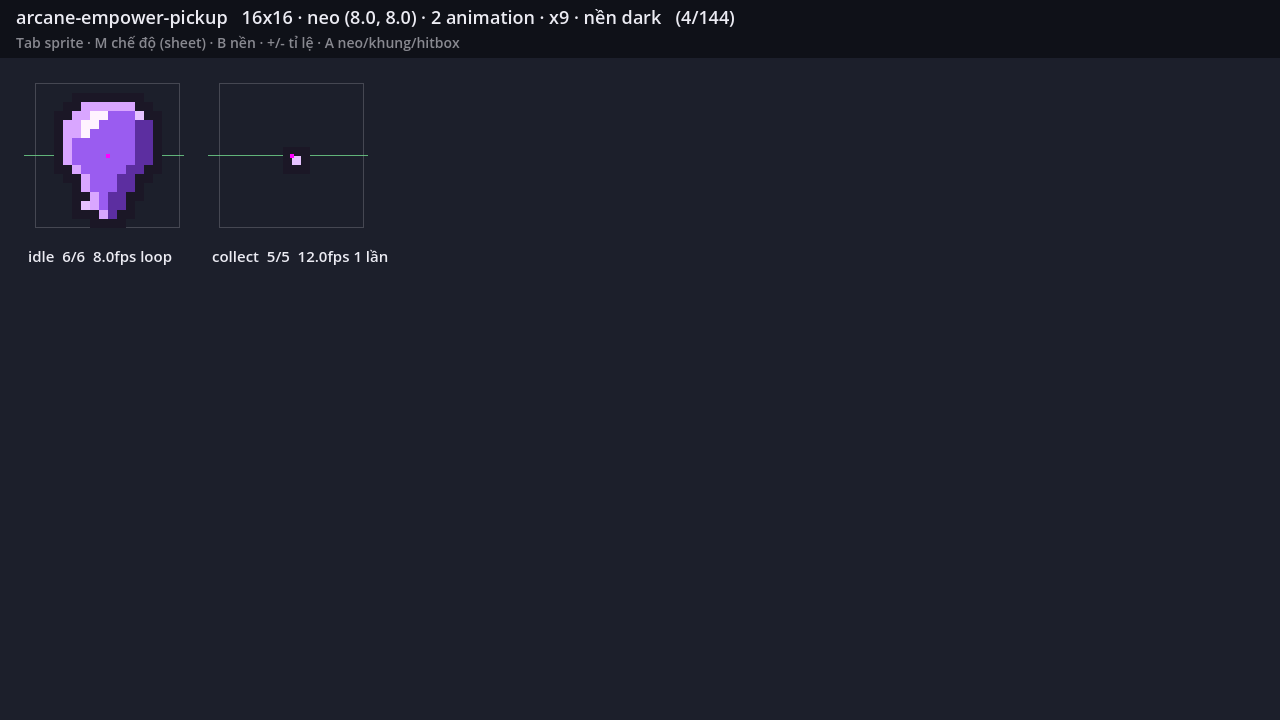 arcane-empower-pickup 16x16 · neo (8.0, 8.0) · 2 animation · x9 · nền dark (4/144)
Tab sprite · M chế độ (sheet) · B nền · +/- tỉ lệ · A neo/khung/hitbox
idle 6/6 8.0fps loop
collect 5/5 12.0fps 1 lần